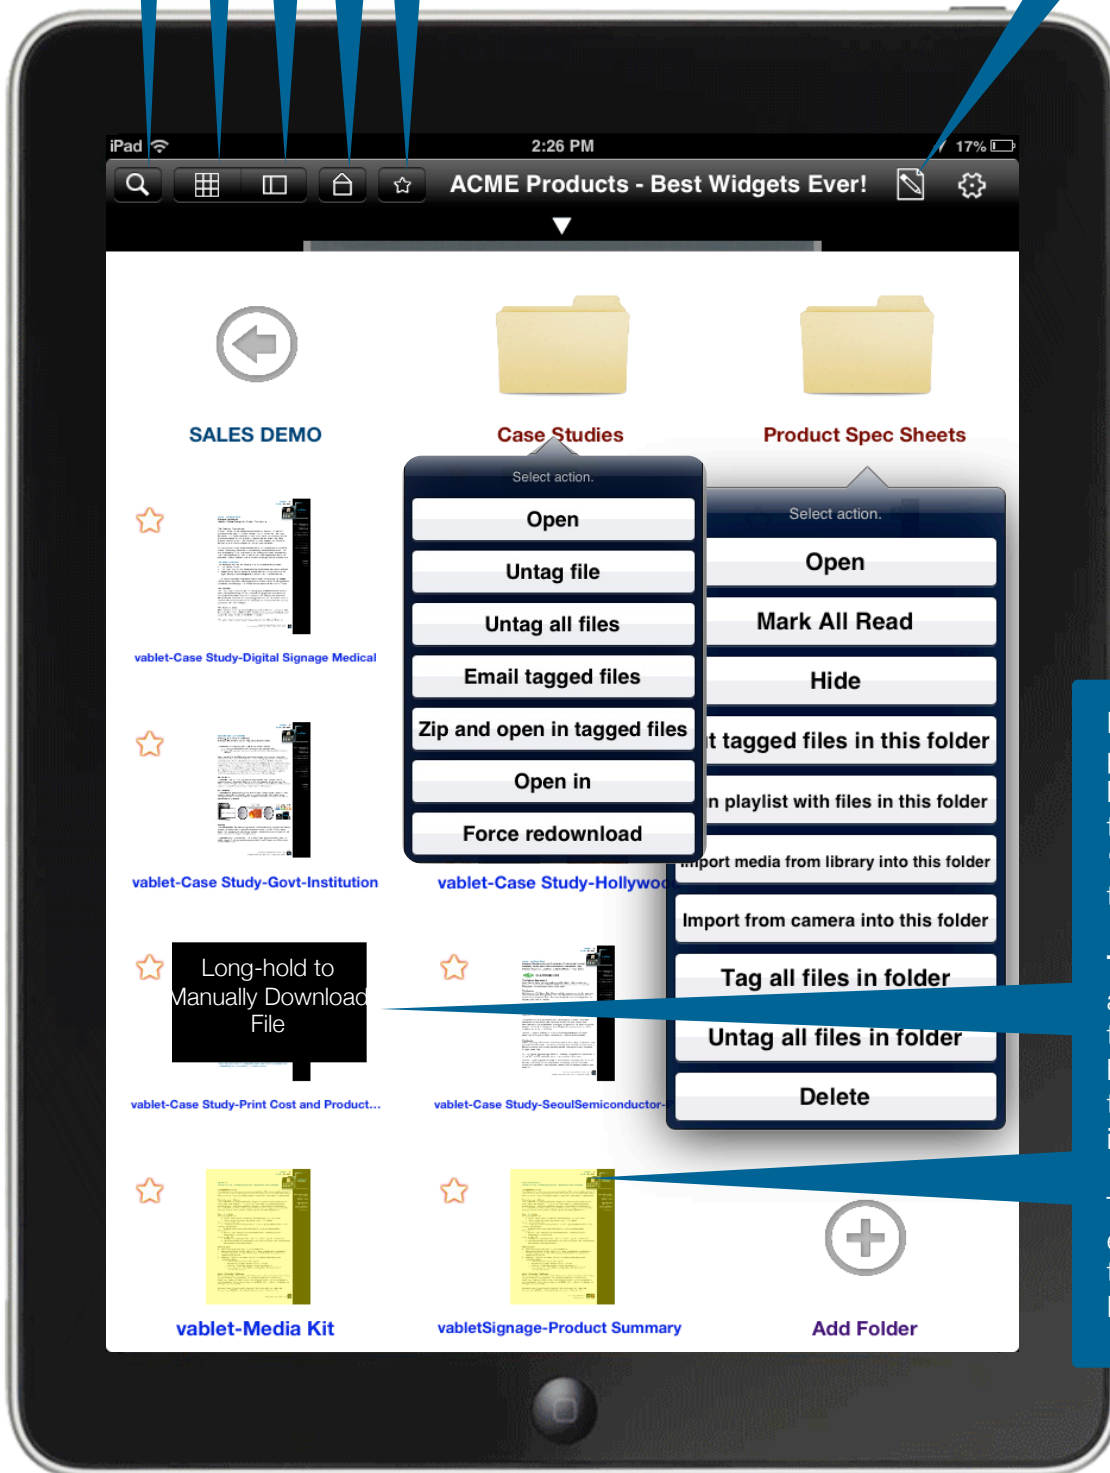 iPad
2:26 PM
17%
ACME Products - Best Widgets Ever!
SALES DEMO
Case Studies
Product Spec Sheets
Select action.
Open
Untag file
Untag all files
Email tagged files
Zip and open in tagged files
Open in
Force redownload
Select action.
Open
Mark All Read
Hide
tagged files in this folder
playlist with files in this folder
Import media from library into this folder
Import from camera into this folder
Tag all files in folder
Untag all files in folder
Delete
vablet-Case Study-Digital Signage Medical
vablet-Case Study-Govt-Institution
vablet-Case Study-Hollywoo
Long-hold to
Manually Download
File
vablet-Case Study-Print Cost and Product...
vablet-Case Study-SeoulSemiconductor-
vablet-Media Kit
vabletSignage-Product Summary
Add Folder